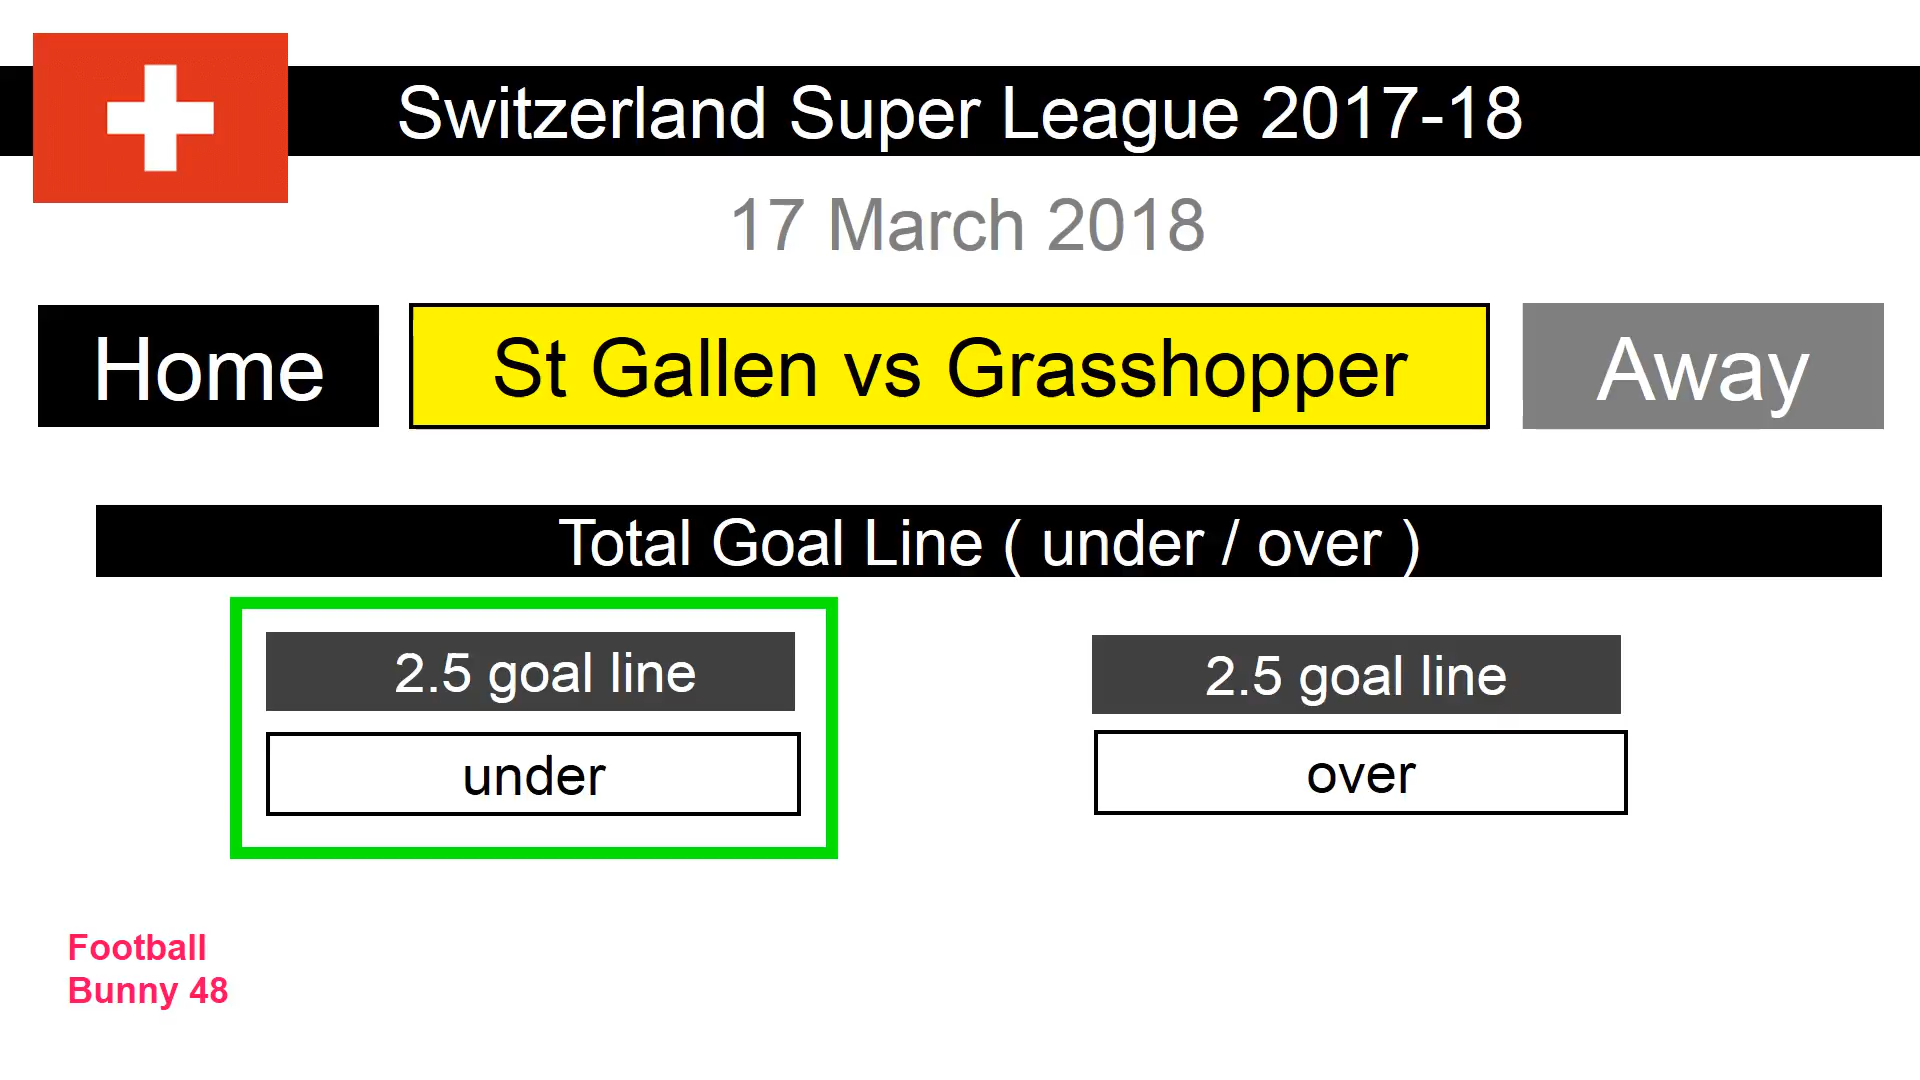 Switzerland Super League 2017-18
17 March 2018
Home
St Gallen vs Grasshopper
Away
Total Goal Line ( under / over )
2.5 goal line
under
2.5 goal line
over
Football
Bunny 48